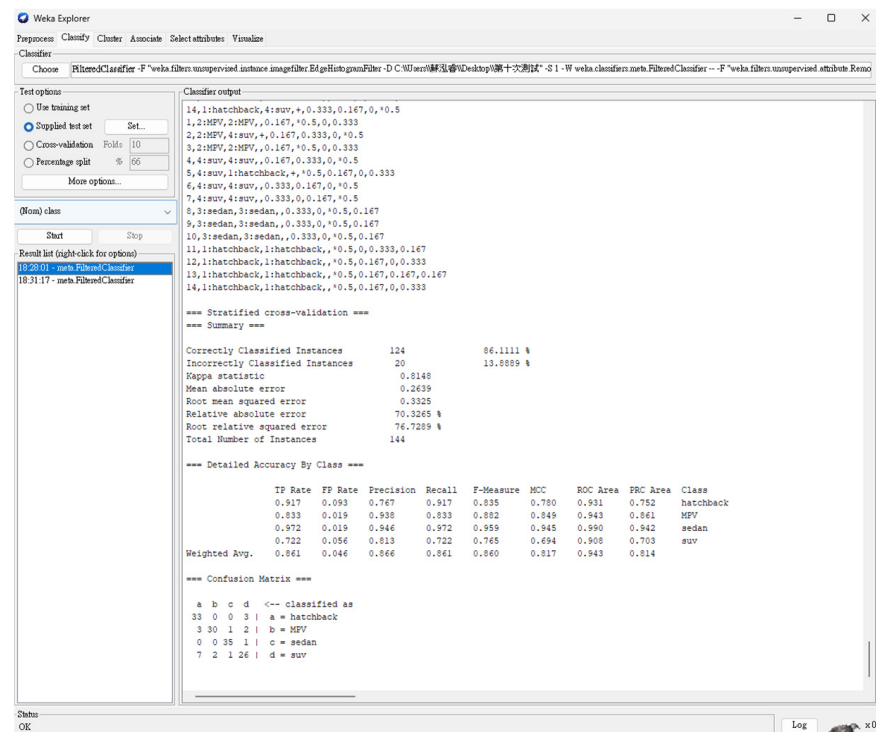 Weka Explorer
Preprocess Classify Cluster Associate Select attributes Visualize
Classifier
Choose FilteredClassifier -F "weka.filters.unsupervised.instance.imagefilter.EdgeHistogramFilter -D C:\\Users\\蘇泓睿\\Desktop\\第十次測試" -S 1 -W weka.classifiers.meta.FilteredClassifier -- -F "weka.filters.unsupervised.attribute.Remo
Test options
Use training set
Supplied test set Set...
Cross-validation Folds 10
Percentage split % 66
More options...
(Nom) class
Start Stop
Result list (right-click for options)
18:28:01 - meta.FilteredClassifier
18:31:17 - meta.FilteredClassifier
Classifier output
14,1:hatchback,4:suv,+,0.333,0.167,0,*0.5
1,2:MPV,2:MPV,,0.167,*0.5,0,0.333
2,2:MPV,4:suv,+,0.167,0.333,0,*0.5
3,2:MPV,2:MPV,,0.167,*0.5,0,0.333
4,4:suv,4:suv,,0.167,0.333,0,*0.5
5,4:suv,1:hatchback,+,*0.5,0.167,0,0.333
6,4:suv,4:suv,,0.333,0.167,0,*0.5
7,4:suv,4:suv,,0.333,0,0.167,*0.5
8,3:sedan,3:sedan,,0.333,0,*0.5,0.167
9,3:sedan,3:sedan,,0.333,0,*0.5,0.167
10,3:sedan,3:sedan,,0.333,0,*0.5,0.167
11,1:hatchback,1:hatchback,,*0.5,0,0.333,0.167
12,1:hatchback,1:hatchback,,*0.5,0.167,0,0.333
13,1:hatchback,1:hatchback,,*0.5,0.167,0.167,0.167
14,1:hatchback,1:hatchback,,*0.5,0.167,0,0.333
=== Stratified cross-validation ===
=== Summary ===
Correctly Classified Instances 124 86.1111 %
Incorrectly Classified Instances 20 13.8889 %
Kappa statistic 0.8148
Mean absolute error 0.2639
Root mean squared error 0.3325
Relative absolute error 70.3265 %
Root relative squared error 76.7289 %
Total Number of Instances 144
=== Detailed Accuracy By Class ===
TP Rate FP Rate Precision Recall F-Measure MCC ROC Area PRC Area Class
0.917 0.093 0.767 0.917 0.835 0.780 0.931 0.752 hatchback
0.833 0.019 0.938 0.833 0.882 0.849 0.943 0.861 MPV
0.972 0.019 0.946 0.972 0.959 0.945 0.990 0.942 sedan
0.722 0.056 0.813 0.722 0.765 0.694 0.908 0.703 suv
Weighted Avg. 0.861 0.046 0.866 0.861 0.860 0.817 0.943 0.814
=== Confusion Matrix ===
a b c d <-- classified as
33 0 0 3 | a = hatchback
3 30 1 2 | b = MPV
0 0 35 1 | c = sedan
7 2 1 26 | d = suv
Status
OK
Log x 0